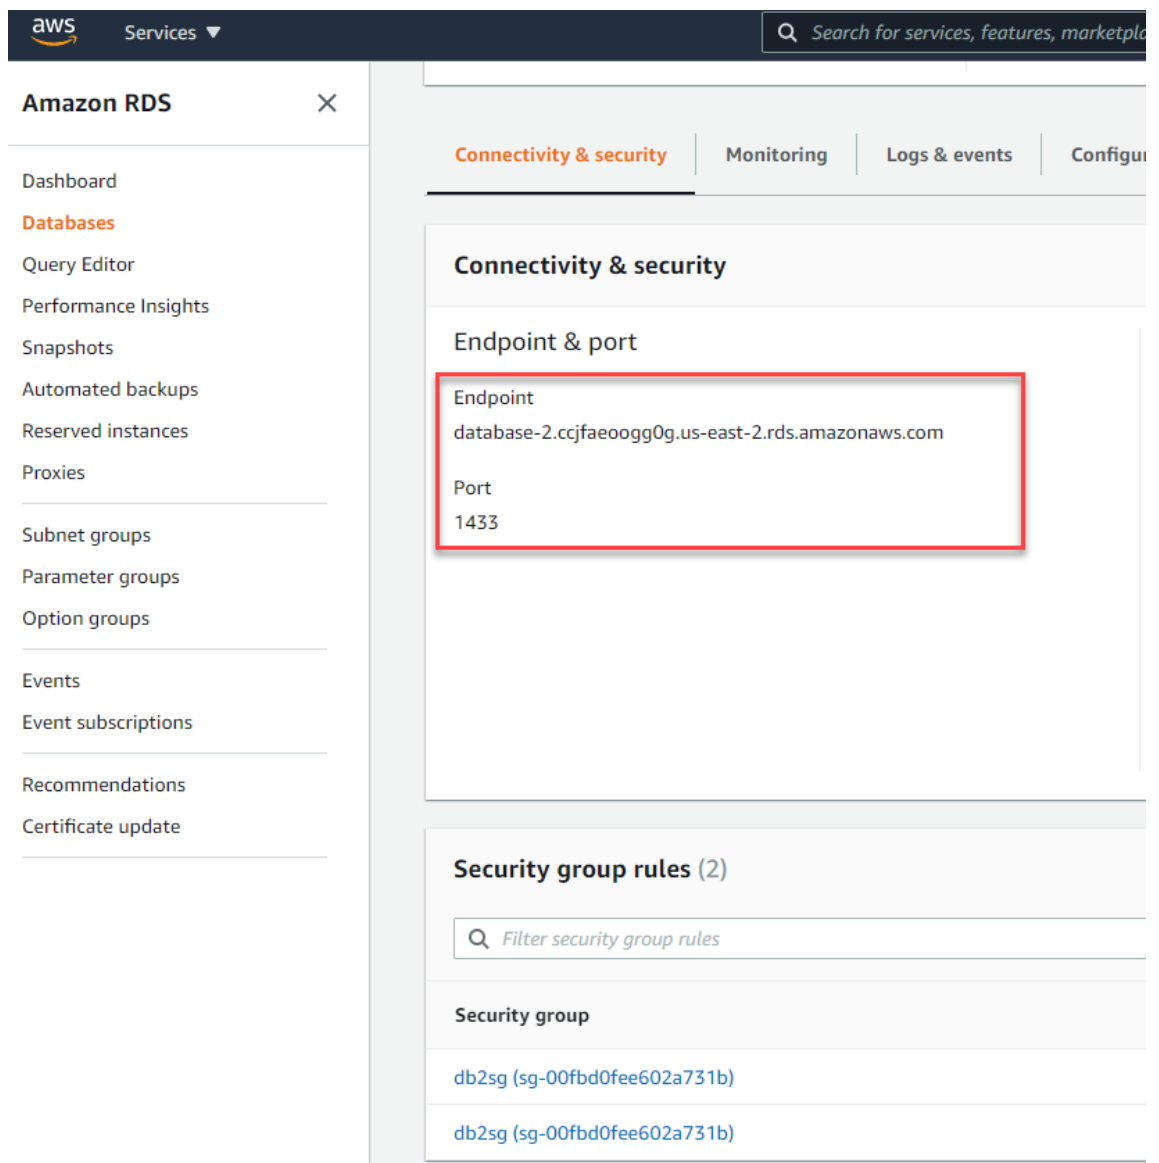 aws
Services ▼
Search for services, features, marketpla
Amazon RDS
Dashboard
Databases
Query Editor
Performance Insights
Snapshots
Automated backups
Reserved instances
Proxies
Subnet groups
Parameter groups
Option groups
Events
Event subscriptions
Recommendations
Certificate update
Connectivity & security
Monitoring
Logs & events
Configur
Connectivity & security
Endpoint & port
Endpoint
database-2.ccjfaeoogg0g.us-east-2.rds.amazonaws.com
Port
1433
Security group rules (2)
Filter security group rules
Security group
db2sg (sg-00fbd0fee602a731b)
db2sg (sg-00fbd0fee602a731b)